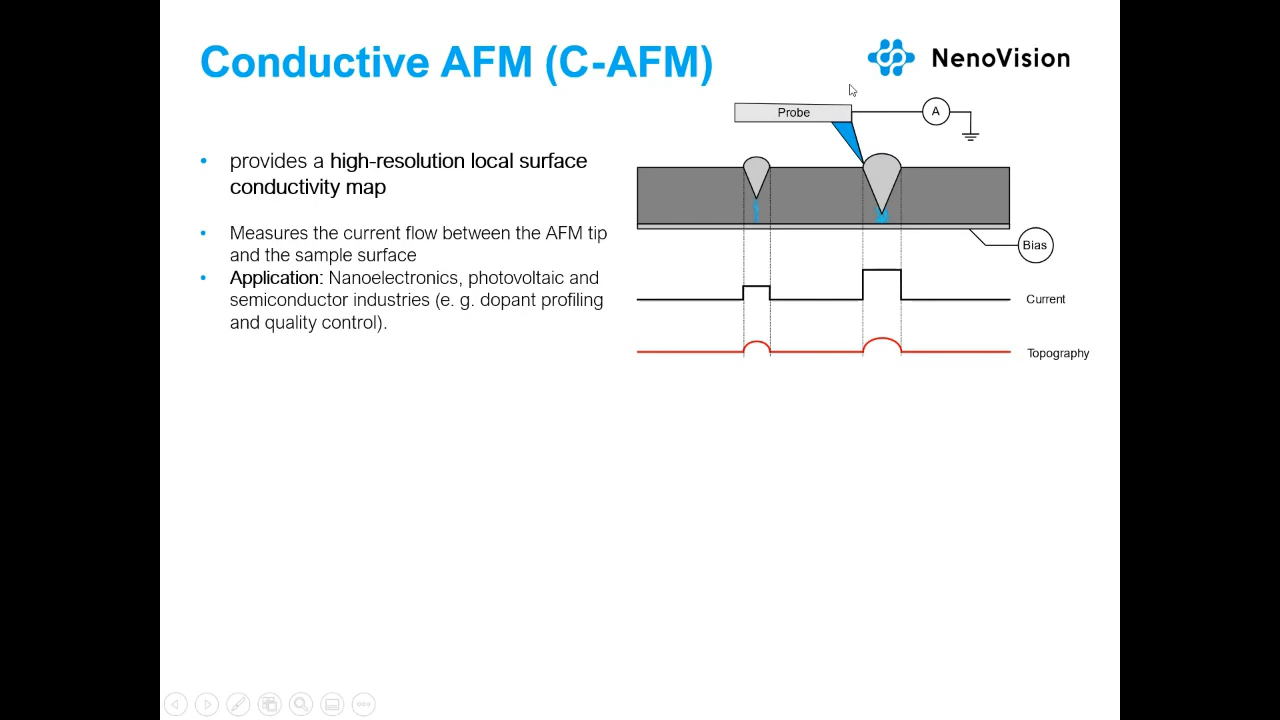 Conductive AFM (C-AFM)
NenoVision
• provides a high-resolution local surface
conductivity map
• Measures the current flow between the AFM tip
and the sample surface
• Application: Nanoelectronics, photovoltaic and
semiconductor industries (e. g. dopant profiling
and quality control).
Probe
A
Bias
Current
Topography